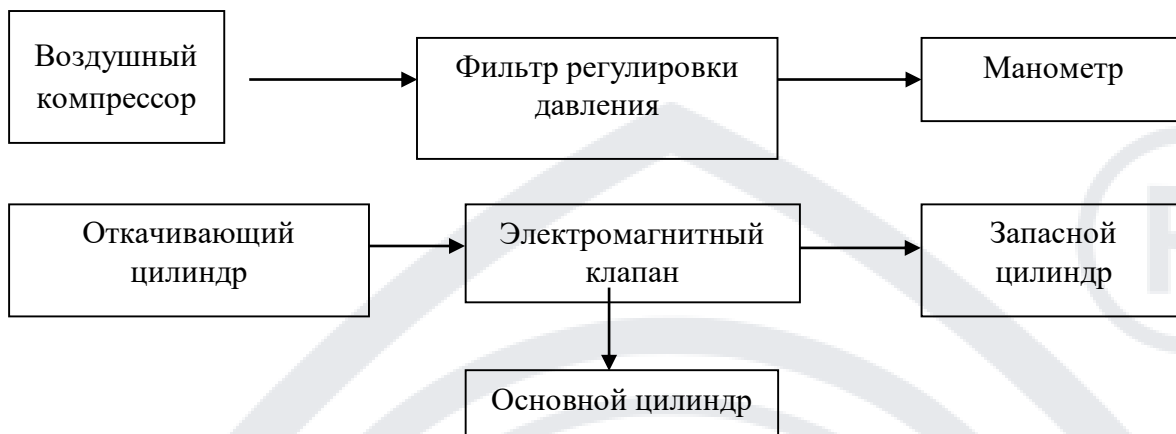 Воздушный
компрессор
Фильтр регулировки
давления
Манометр
Откачивающий
цилиндр
Электромагнитный
клапан
Запасной
цилиндр
Основной цилиндр